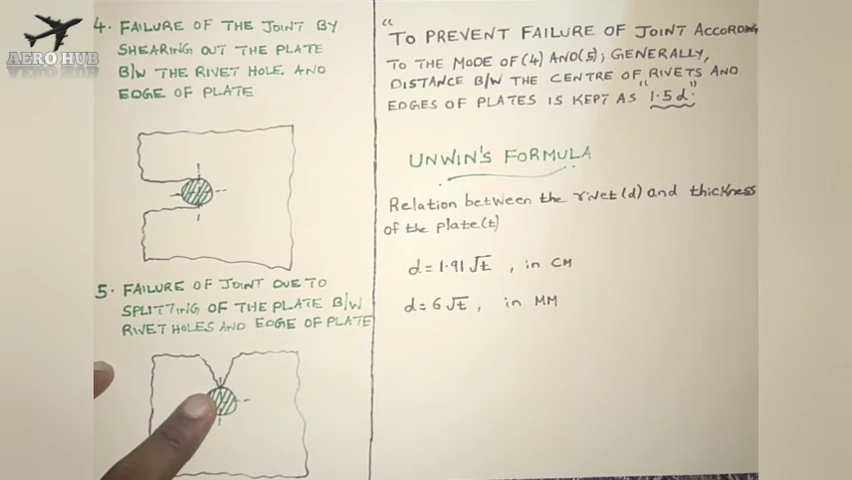 AERO HUB
4. FAILURE OF THE JOINT BY
SHEARING OUT THE PLATE
B/W THE RIVET HOLE AND
EDGE OF PLATE
5. FAILURE OF JOINT DUE TO
SPLITTING OF THE PLATE B/W
RIVET HOLES AND EDGE OF PLATE
"TO PREVENT FAILURE OF JOINT ACCORDING
TO THE MODE OF (4) AND (5); GENERALLY,
DISTANCE B/W THE CENTRE OF RIVETS AND
EDGES OF PLATES IS KEPT AS "1.5d".
UNWIN'S FORMULA
Relation between the rivet (d) and thickness
of the plate (t)
d = 1.91 √t , in CM
d = 6 √t , in MM